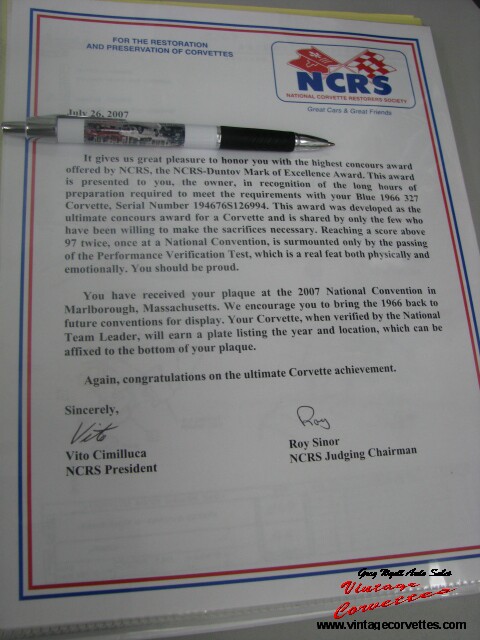 FOR THE RESTORATION
AND PRESERVATION OF CORVETTES
NCRS
NATIONAL CORVETTE RESTORERS SOCIETY
Great Cars & Great Friends
July 26, 2007
It gives us great pleasure to honor you with the highest concours award
offered by NCRS, the NCRS-Duntov Mark of Excellence Award. This award
is presented to you, the owner, in recognition of the long hours of
preparation required to meet the requirements with your Blue 1966 327
Corvette, Serial Number 194676S126994. This award was developed as the
ultimate concours award for a Corvette and is shared by only the few who
have been willing to make the sacrifices necessary. Reaching a score above
97 twice, once at a National Convention, is surmounted only by the passing
of the Performance Verification Test, which is a real feat both physically and
emotionally. You should be proud.
You have received your plaque at the 2007 National Convention in
Marlborough, Massachusetts. We encourage you to bring the 1966 back to
future conventions for display. Your Corvette, when verified by the National
Team Leader, will earn a plate listing the year and location, which can be
affixed to the bottom of your plaque.
Again, congratulations on the ultimate Corvette achievement.
Sincerely,
Vito Roy
Vito Cimilluca Roy Sinor
NCRS President NCRS Judging Chairman
Greg Wyatt Auto Sales
Vintage
Corvettes
www.vintagecorvettes.com